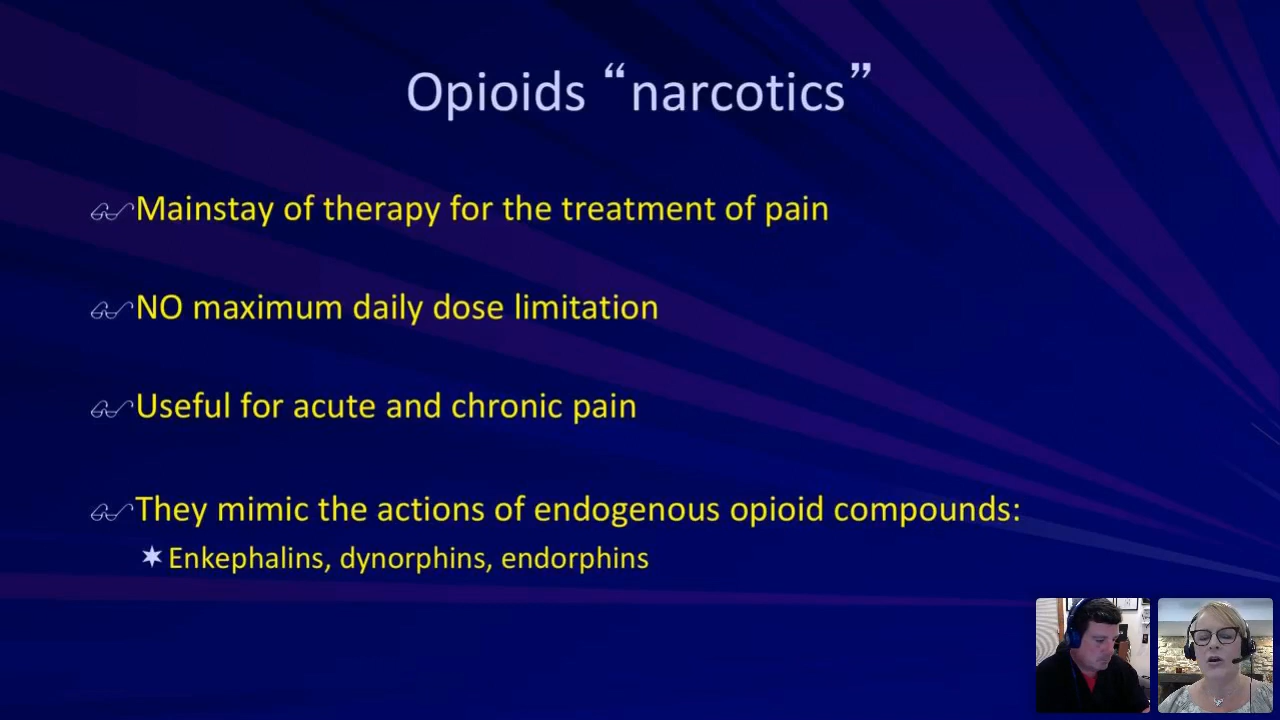 Opioids “narcotics”
Mainstay of therapy for the treatment of pain
NO maximum daily dose limitation
Useful for acute and chronic pain
They mimic the actions of endogenous opioid compounds:
Enkephalins, dynorphins, endorphins